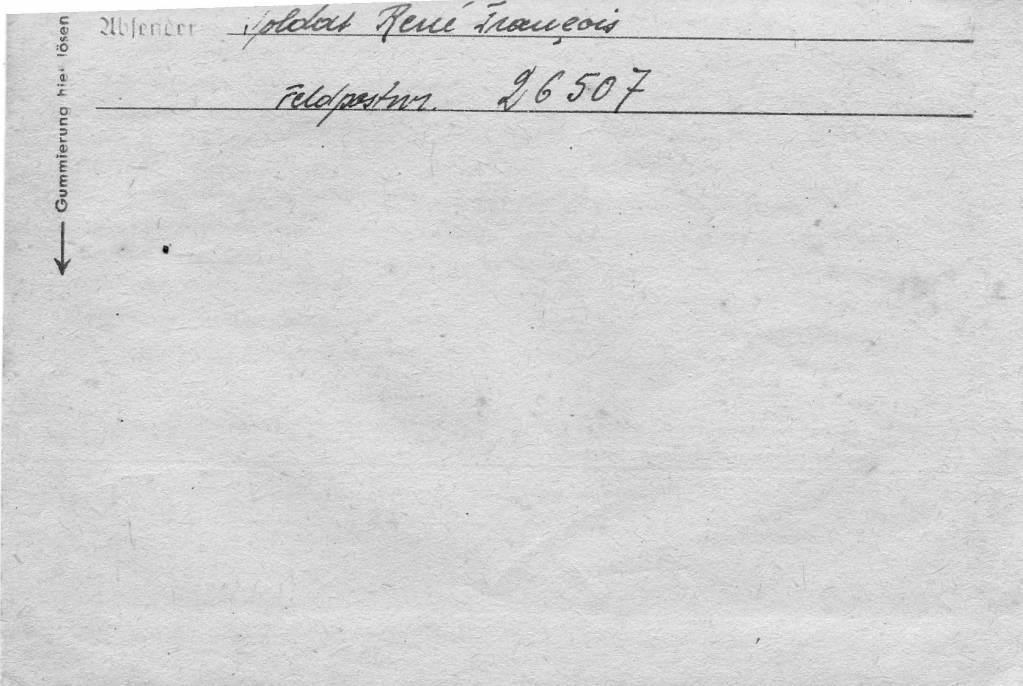 Absender Soldat René François
Feldpostnr. 26507
Gummierung hier lösen